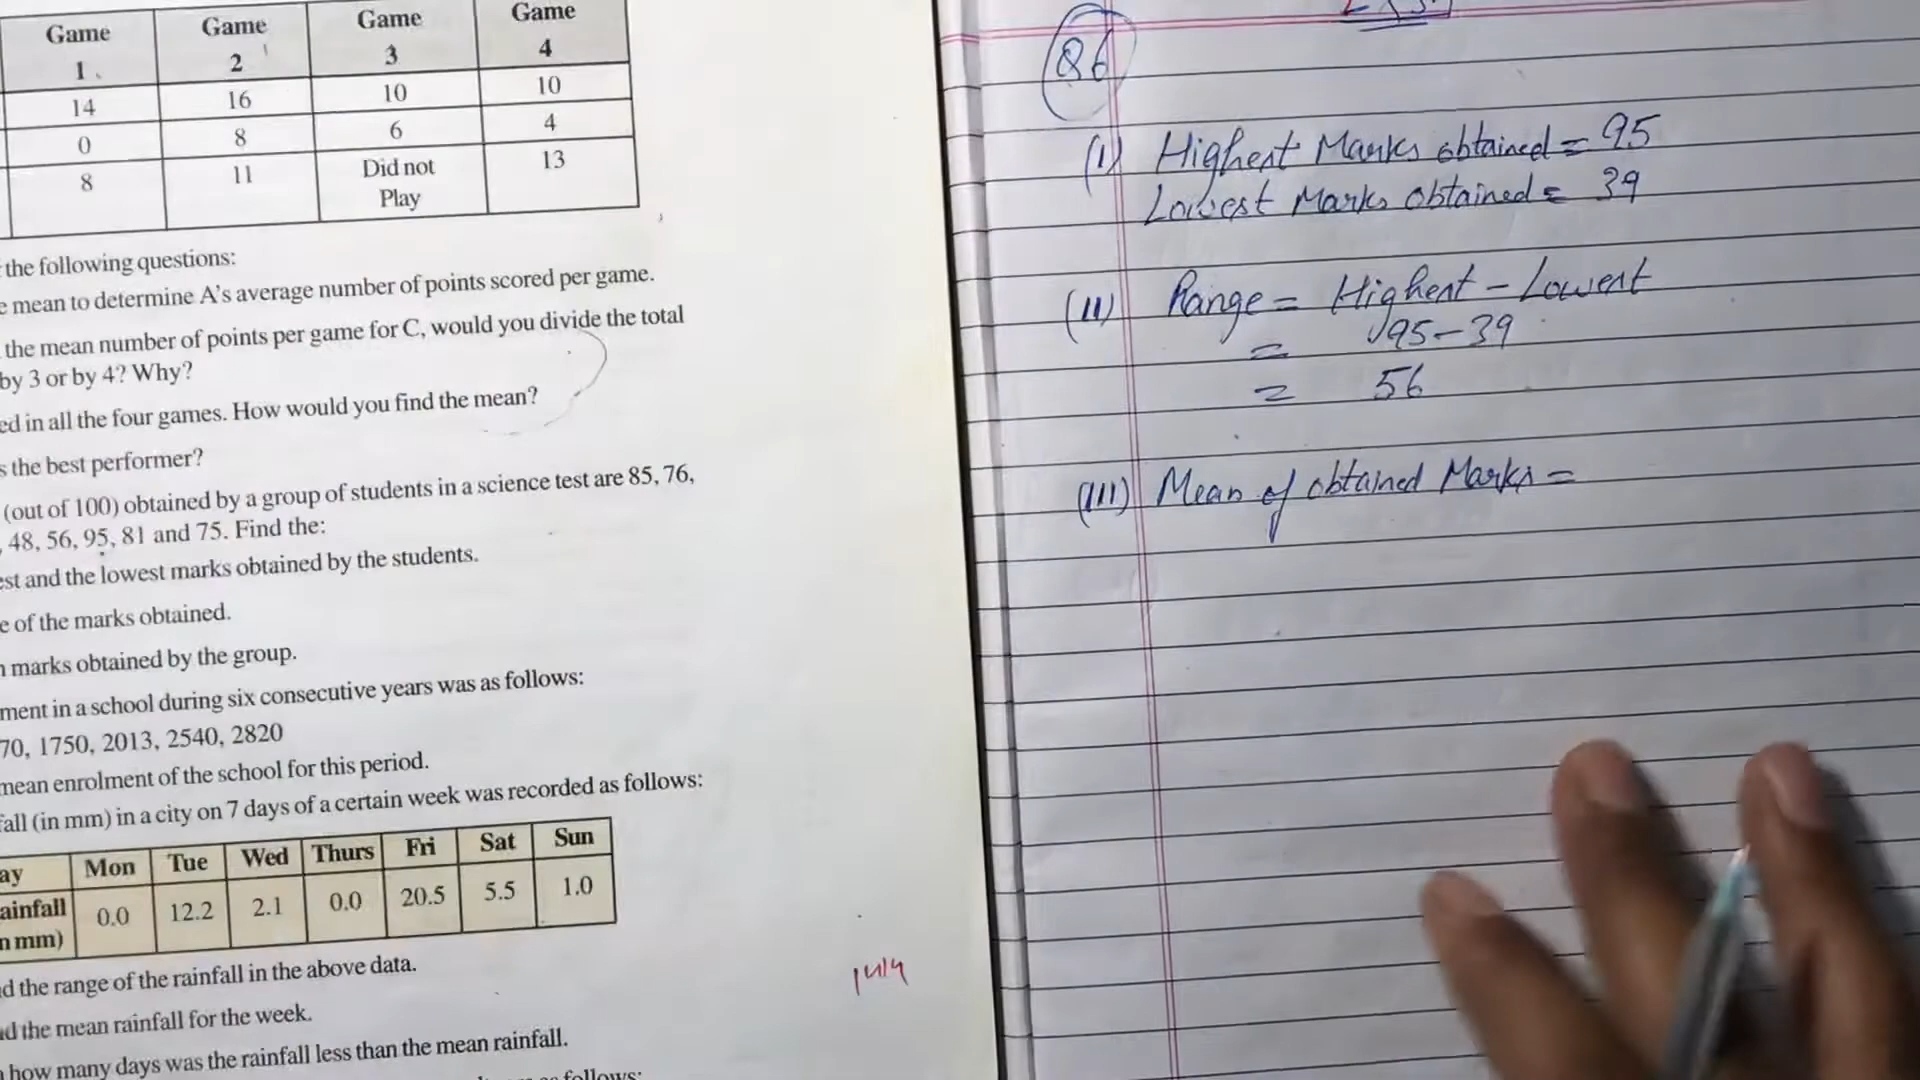 Game Game Game Game
1 2 3 4
14 16 10 10
0 8 6 4
8 11 Did not Play 13
the following questions:
mean to determine A's average number of points scored per game.
the mean number of points per game for C, would you divide the total
by 3 or by 4? Why?
in all the four games. How would you find the mean?
the best performer?
(out of 100) obtained by a group of students in a science test are 85, 76,
48, 56, 95, 81 and 75. Find the:
and the lowest marks obtained by the students.
of the marks obtained.
marks obtained by the group.
in a school during six consecutive years was as follows:
70, 1750, 2013, 2540, 2820
mean enrolment of the school for this period.
(in mm) in a city on 7 days of a certain week was recorded as follows:
Mon Tue Wed Thurs Fri Sat Sun
0.0 12.2 2.1 0.0 20.5 5.5 1.0
mm)
the range of the rainfall in the above data.
the mean rainfall for the week.
how many days was the rainfall less than the mean rainfall.
follows:
Q6
(I) Highest Marks obtained = 95
Lowest Marks obtained = 39
(II) Range = Highest - Lowest
= 95-39
= 56
(III) Mean of obtained Marks =